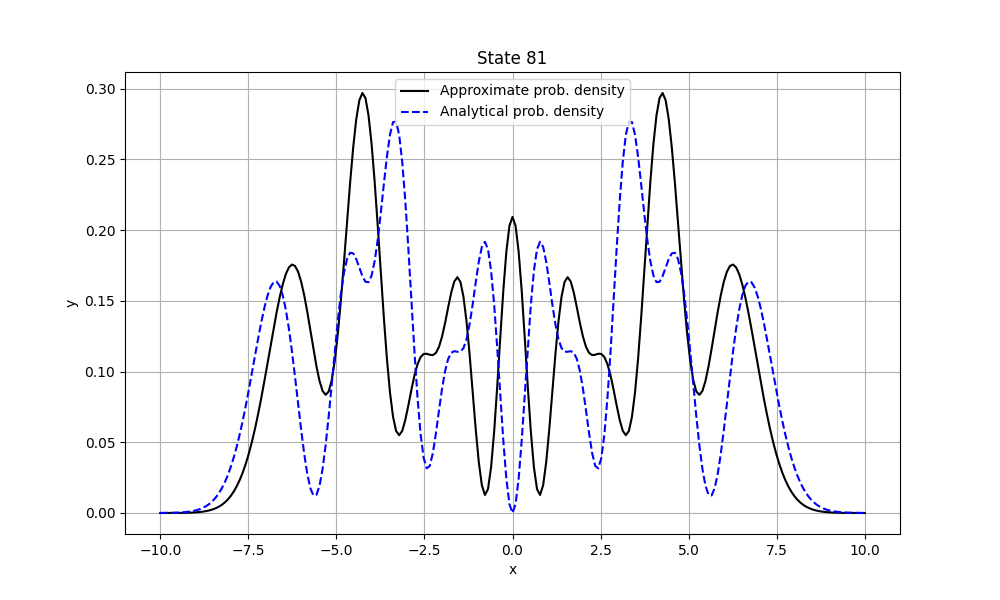 State 81
Approximate prob. density
Analytical prob. density
0.30
0.25
0.20
0.15
0.10
0.05
0.00
y
−10.0 −7.5 −5.0 −2.5 0.0 2.5 5.0 7.5 10.0
x